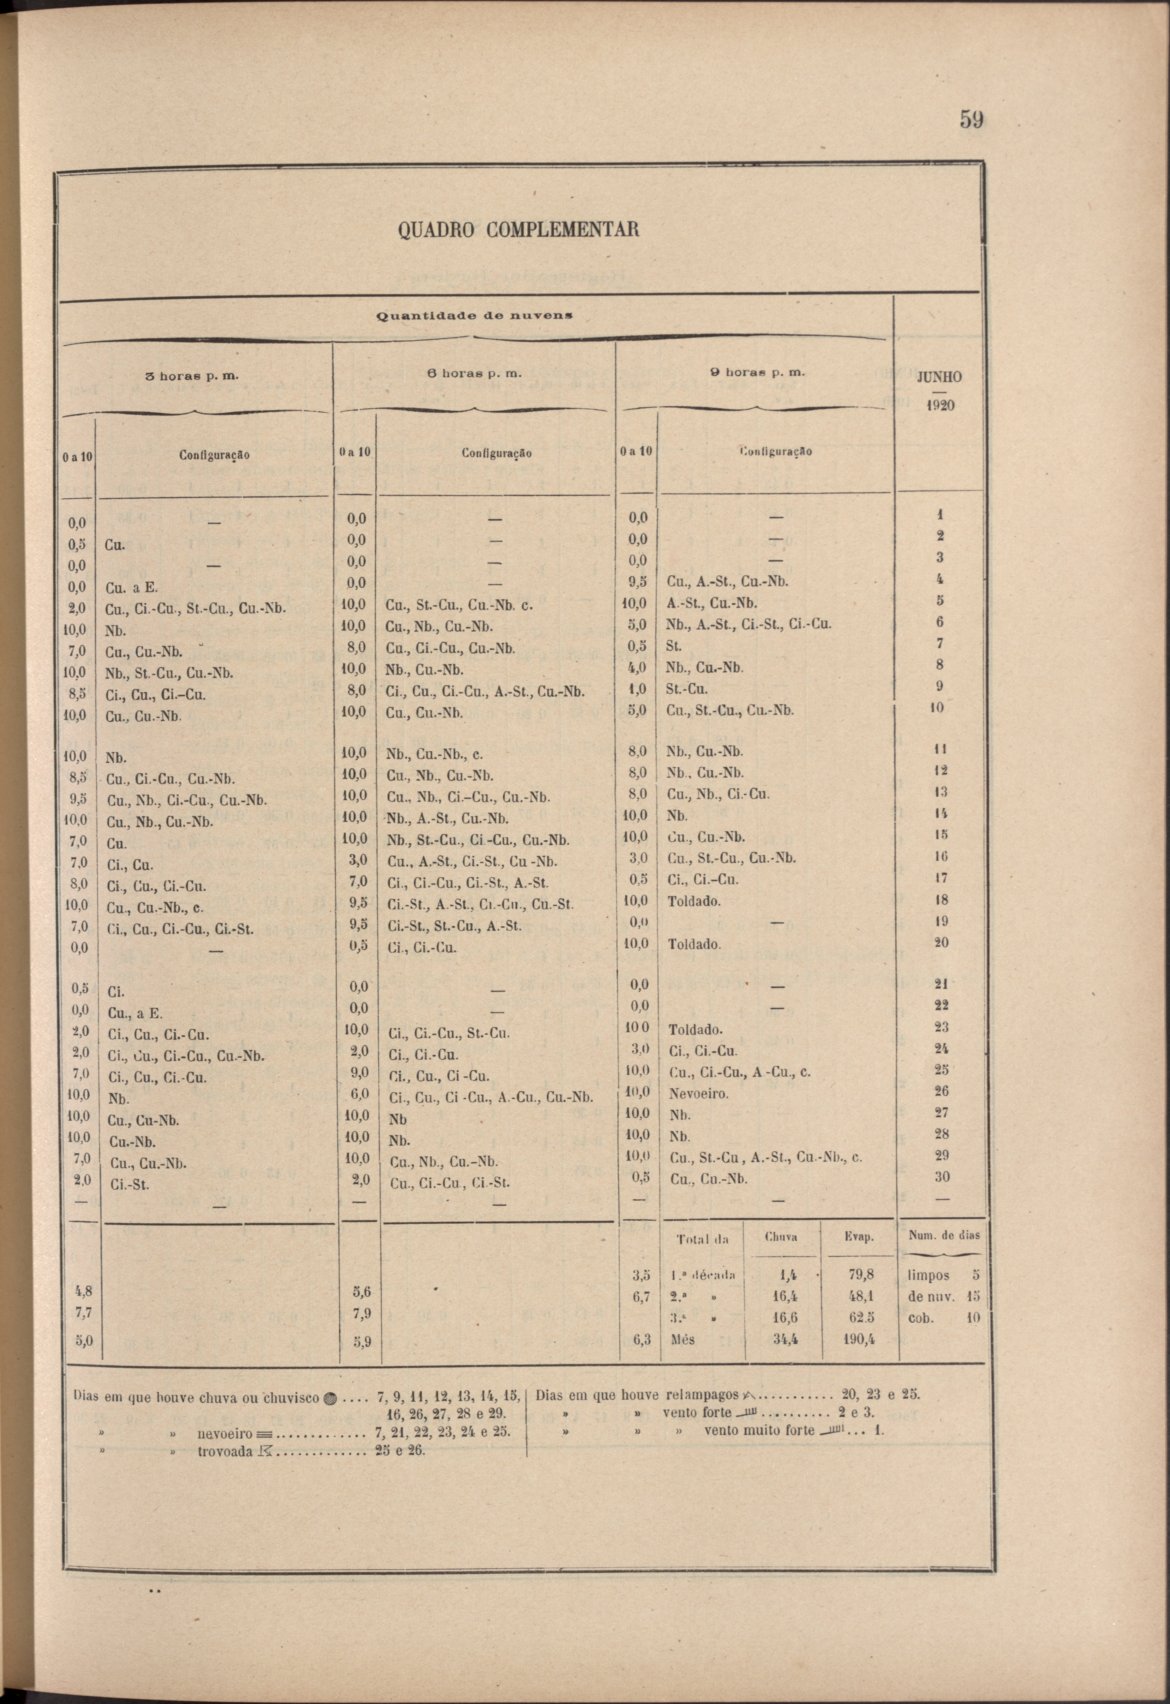 59
QUADRO COMPLEMENTAR
Quantidade de nuvens
3 horas p. m. 6 horas p. m. 9 horas p. m. JUNHO
1920
0 a 10 Configuração 0 a 10 Configuração 0 a 10 Configuração
0,0 — 0,0 — 0,0 — 1
0,5 Cu. 0,0 — 0,0 — 2
0,0 — 0,0 — 0,0 — 3
0,0 Cu. a E. 0,0 — 9,5 Cu., A.-St., Cu.-Nb. 4
2,0 Cu., Ci.-Cu., St.-Cu., Cu.-Nb. 10,0 Cu., St.-Cu., Cu.-Nb. c. 10,0 A.-St., Cu.-Nb. 5
10,0 Nb. 10,0 Cu., Nb., Cu.-Nb. 5,0 Nb., A.-St., Ci.-St., Ci.-Cu. 6
7,0 Cu., Cu.-Nb. 8,0 Cu., Ci.-Cu., Cu.-Nb. 0,5 St. 7
10,0 Nb., St.-Cu., Cu.-Nb. 10,0 Nb., Cu.-Nb. 4,0 Nb., Cu.-Nb. 8
8,5 Ci., Cu., Ci.-Cu. 8,0 Ci., Cu., Ci.-Cu., A.-St., Cu.-Nb. 1,0 St.-Cu. 9
10,0 Cu., Cu.-Nb. 10,0 Cu., Cu.-Nb. 5,0 Cu., St.-Cu., Cu.-Nb. 10
10,0 Nb. 10,0 Nb., Cu.-Nb., c. 8,0 Nb., Cu.-Nb. 11
8,5 Cu., Ci.-Cu., Cu.-Nb. 10,0 Cu., Nb., Cu.-Nb. 8,0 Nb., Cu.-Nb. 12
9,5 Cu., Nb., Ci.-Cu., Cu.-Nb. 10,0 Cu., Nb., Ci.-Cu., Cu.-Nb. 8,0 Cu., Nb., Ci.-Cu. 13
10,0 Cu., Nb., Cu.-Nb. 10,0 Nb., A.-St., Cu.-Nb. 10,0 Nb. 14
7,0 Cu. 10,0 Nb., St.-Cu., Ci.-Cu., Cu.-Nb. 10,0 Cu., Cu.-Nb. 15
7,0 Ci., Cu. 3,0 Cu., A.-St., Ci.-St., Cu-Nb. 3,0 Cu., St.-Cu., Cu.-Nb. 16
8,0 Ci., Cu., Ci.-Cu. 7,0 Ci., Ci.-Cu., Ci.-St., A.-St. 0,5 Ci., Ci.-Cu. 17
10,0 Cu., Cu.-Nb., c. 9,5 Ci.-St., A.-St., Ci.-Cu., Cu.-St. 10,0 Toldado. 18
7,0 Ci., Cu., Ci.-Cu., Ci.-St. 9,5 Ci.-St., St.-Cu., A.-St. 0,0 — 19
0,0 — 0,5 Ci., Ci.-Cu. 10,0 Toldado. 20
0,5 Ci. 0,0 — 0,0 — 21
0,0 Cu., a E. 0,0 — 0,0 — 22
2,0 Ci., Cu., Ci.-Cu. 10,0 Ci., Ci.-Cu., St.-Cu. 10 0 Toldado. 23
2,0 Ci., Cu., Ci.-Cu., Cu.-Nb. 2,0 Ci., Ci.-Cu. 3,0 Ci., Ci.-Cu. 24
7,0 Ci., Cu., Ci.-Cu. 9,0 Ci., Cu., Ci-Cu. 10,0 Cu., Ci.-Cu., A.-Cu., c. 25
10,0 Nb. 6,0 Ci., Cu., Ci-Cu., A.-Cu., Cu.-Nb. 10,0 Nevoeiro. 26
10,0 Cu., Cu-Nb. 10,0 Nb 10,0 Nb. 27
10,0 Cu.-Nb. 10,0 Nb. 10,0 Nb. 28
7,0 Cu., Cu.-Nb. 10,0 Cu., Nb., Cu.-Nb. 10,0 Cu., St.-Cu, A.-St., Cu.-Nb., c. 29
2,0 Ci.-St. 2,0 Cu., Ci.-Cu, Ci.-St. 0,5 Cu., Cu.-Nb. 30
— — — — — — —
Total da Chuva Evap. Num. de dias
4,8 5,6 3,5 1.ª década 1,4 79,8 limpos 5
7,7 7,9 6,7 2.ª » 16,4 48,1 de nuv. 15
3.ª » 16,6 62.5 cob. 10
5,0 5,9 6,3 Mês 34,4 190,4
Dias em que houve chuva ou chuvisco .... 7, 9, 11, 12, 13, 14, 15,
16, 26, 27, 28 e 29.
» » nevoeiro ............. 7, 21, 22, 23, 24 e 25.
» » trovoada ............. 25 e 26.
Dias em que houve relampagos ........... 20, 23 e 25.
» » vento forte .......... 2 e 3.
» » » vento muito forte ... 1.